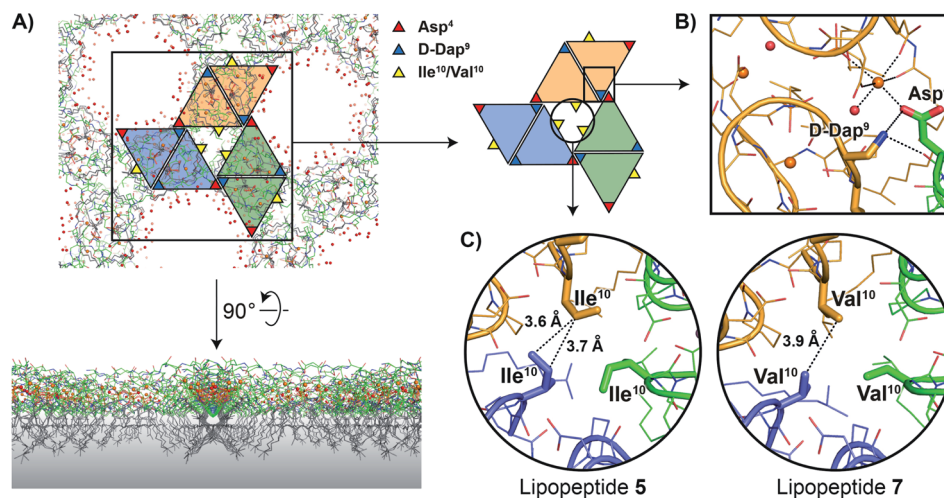 A)
Asp⁴
D-Dap⁹
Ile¹⁰/Val¹⁰
B)
Asp⁴
D-Dap⁹
90°
C)
Ile¹⁰
3.6 Å
3.7 Å
Ile¹⁰
Ile¹⁰
Lipopeptide 5
Val¹⁰
3.9 Å
Val¹⁰
Val¹⁰
Lipopeptide 7